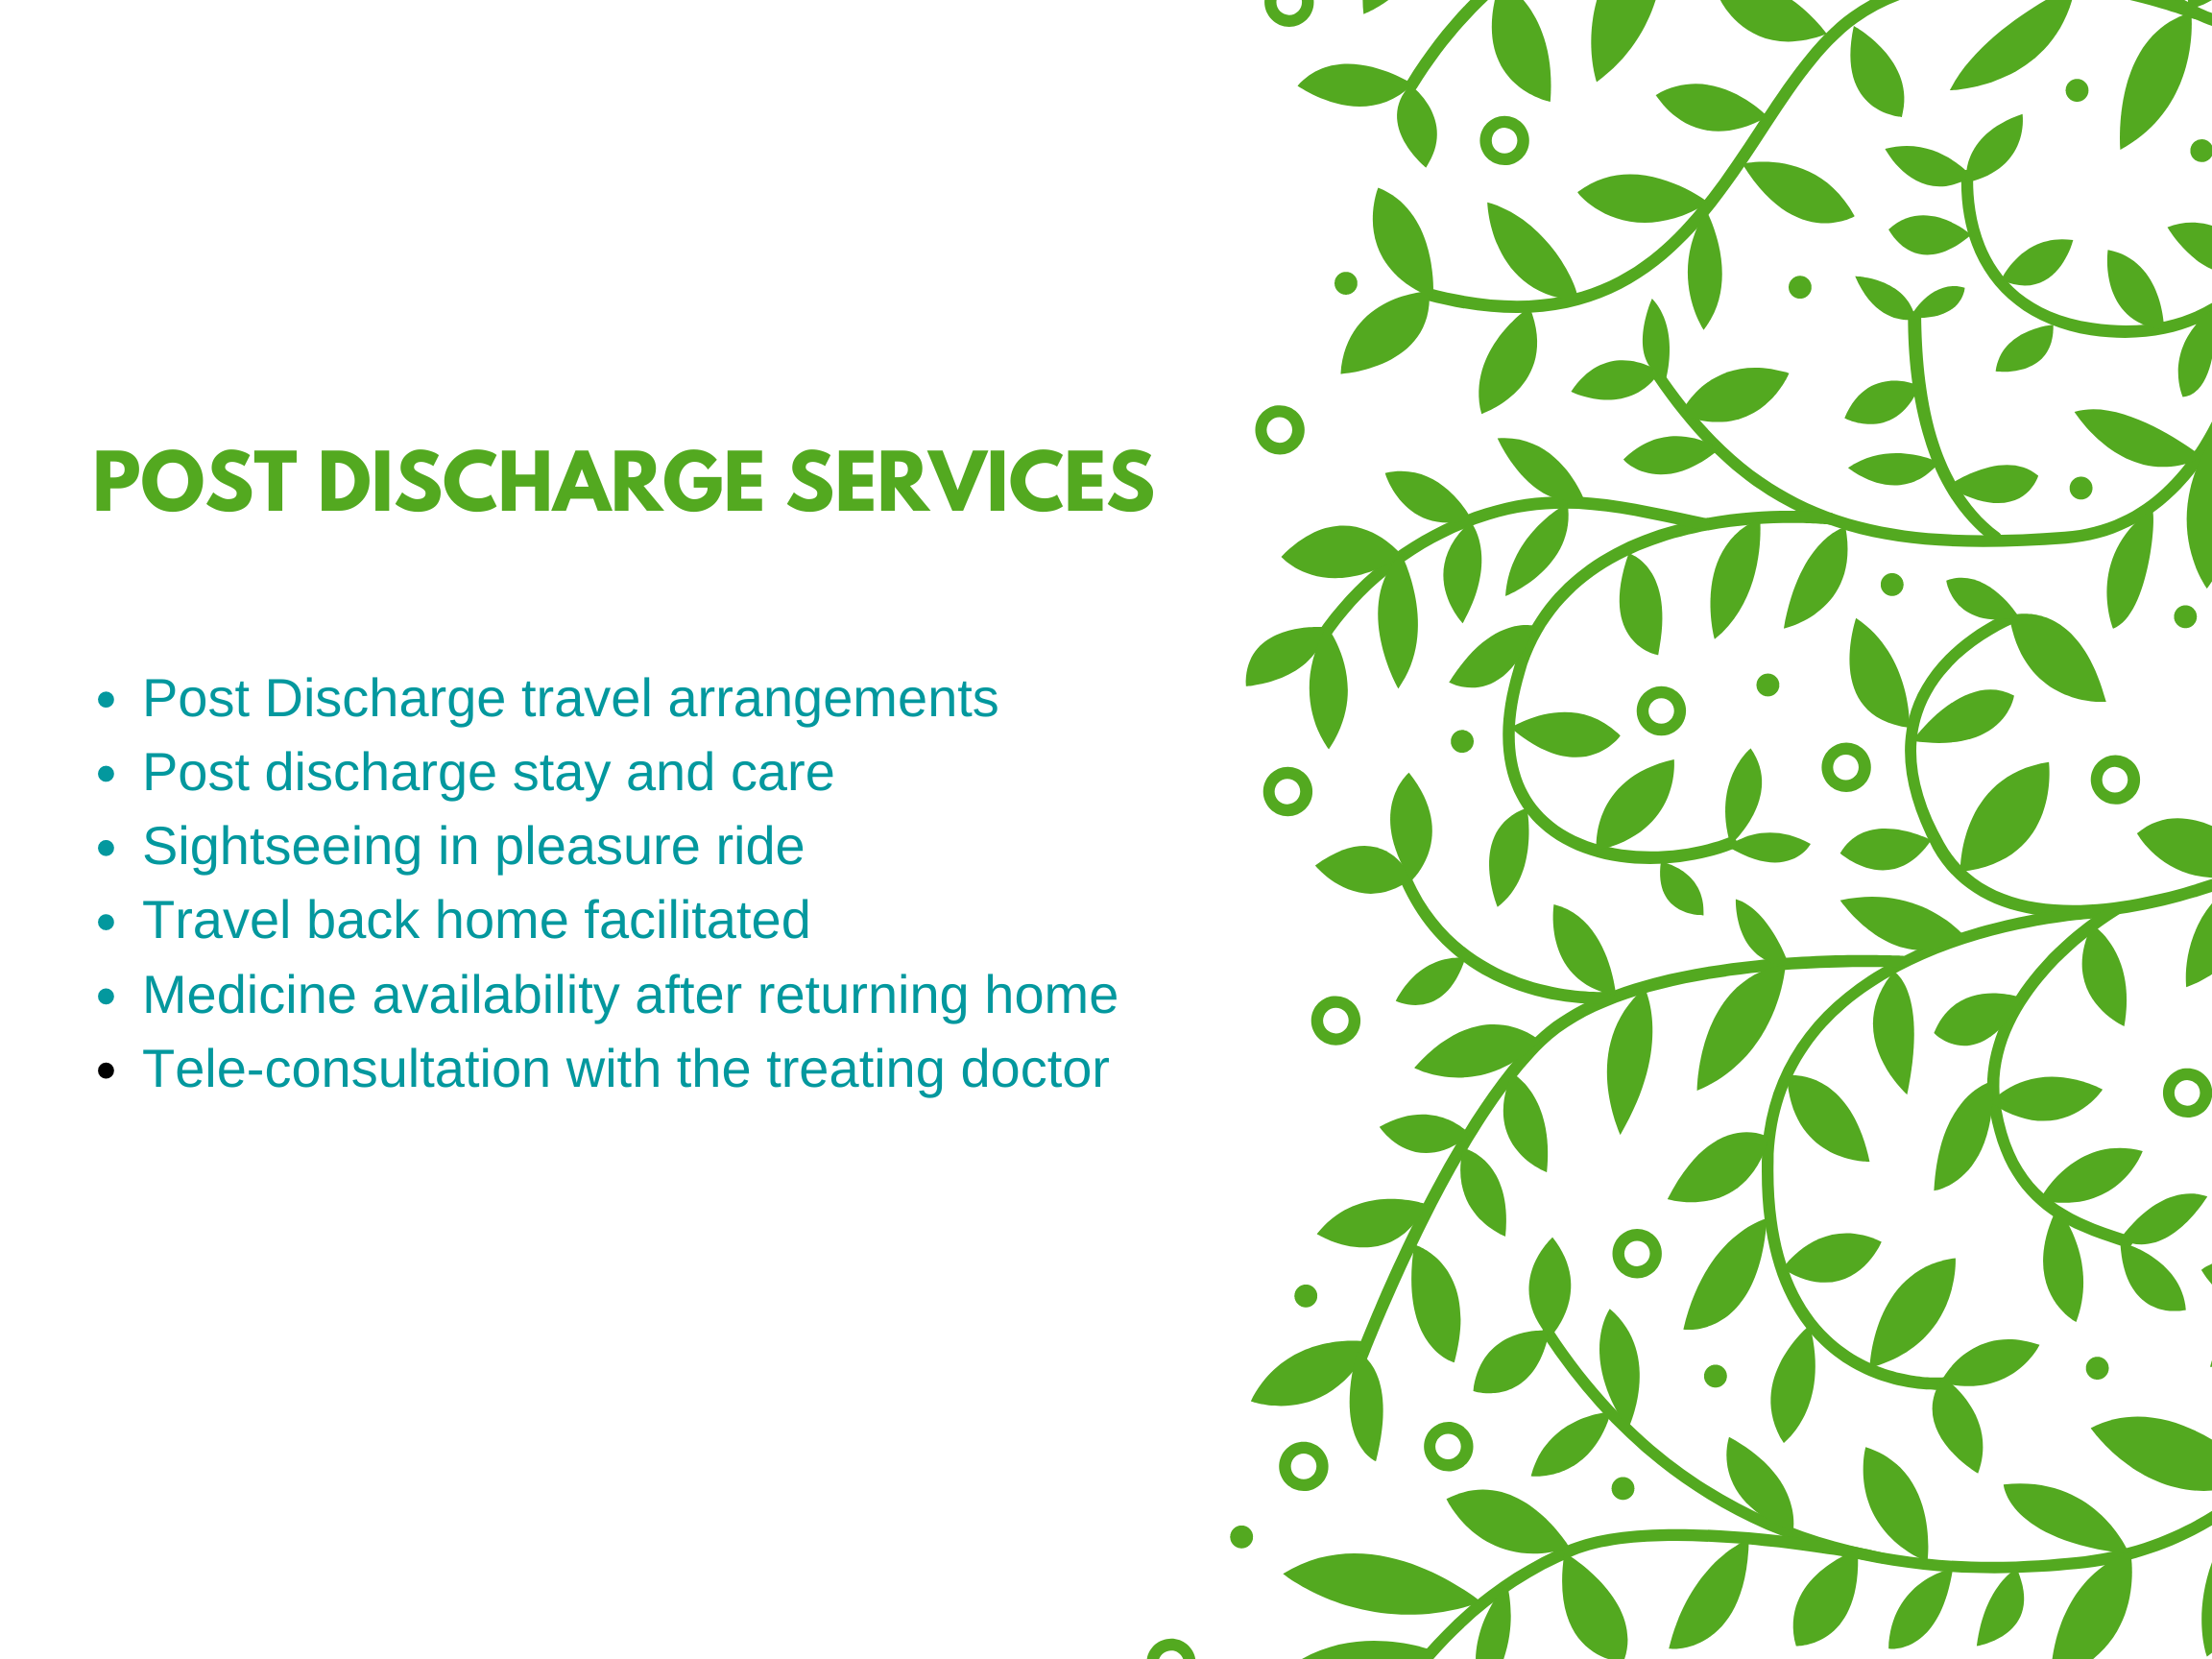 POST DISCHARGE SERVICES
• Post Discharge travel arrangements
• Post discharge stay and care
• Sightseeing in pleasure ride
• Travel back home facilitated
• Medicine availability after returning home
• Tele-consultation with the treating doctor